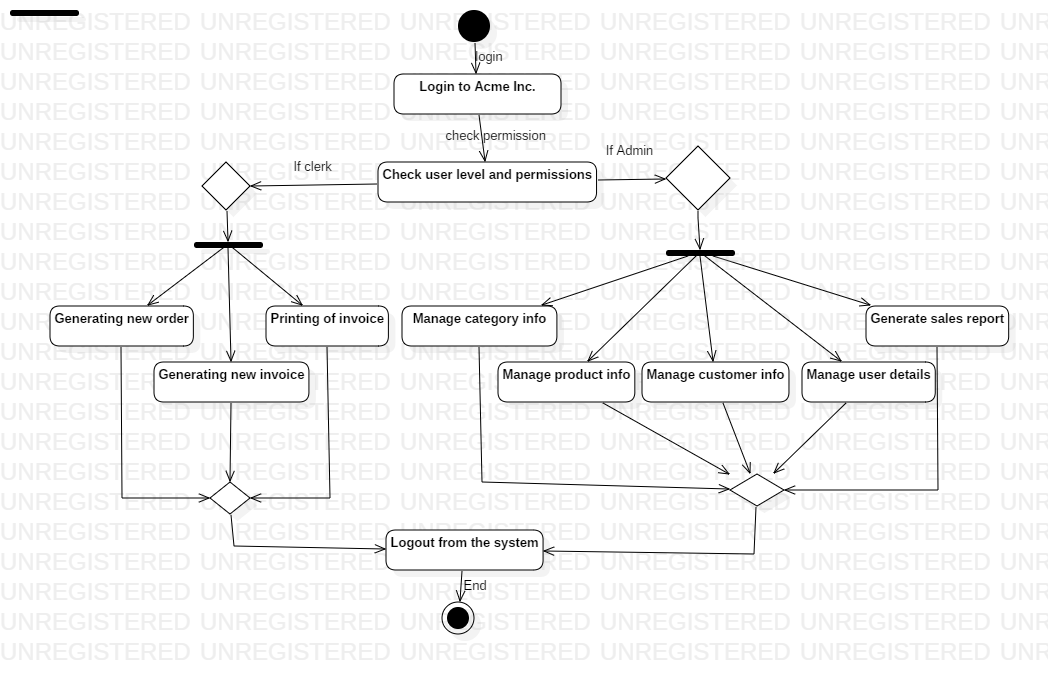 login
Login to Acme Inc.
check permission
If Admin
If clerk
Check user level and permissions
Generating new order
Printing of invoice
Manage category info
Generate sales report
Generating new invoice
Manage product info
Manage customer info
Manage user details
Logout from the system
End
UNREGISTERED